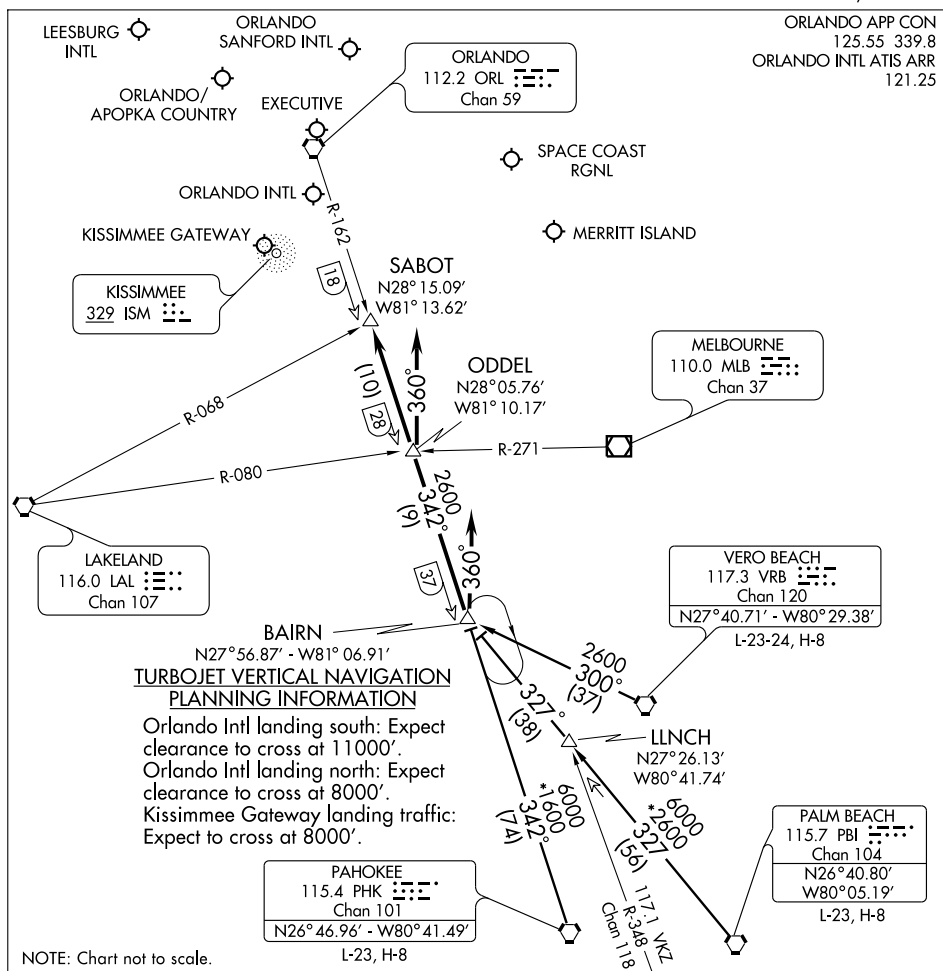 ORLANDO APP CON
125.55 339.8
ORLANDO INTL ATIS ARR
121.25
LEESBURG
INTL
ORLANDO
SANFORD INTL
ORLANDO/
APOPKA COUNTRY
EXECUTIVE
ORLANDO
112.2 ORL
Chan 59
SPACE COAST
RGNL
ORLANDO INTL
R-162
KISSIMMEE GATEWAY
MERRITT ISLAND
KISSIMMEE
329 ISM
18
SABOT
N28°15.09'
W81°13.62'
MELBOURNE
110.0 MLB
Chan 37
(10)
360°
ODDEL
N28°05.76'
W81°10.17'
R-068
28
R-271
R-080
2600
342°
(9)
LAKELAND
116.0 LAL
Chan 107
37
360°
VERO BEACH
117.3 VRB
Chan 120
N27°40.71' - W80°29.38'
L-23-24, H-8
BAIRN
N27°56.87' - W81°06.91'
2600
300°
(37)
TURBOJET VERTICAL NAVIGATION
PLANNING INFORMATION
Orlando Intl landing south: Expect
clearance to cross at 11000'.
Orlando Intl landing north: Expect
clearance to cross at 8000'.
Kissimmee Gateway landing traffic:
Expect to cross at 8000'.
327°
(38)
LLNCH
N27°26.13'
W80°41.74'
6000
*1600
342°
(74)
6000
*2600
327
(56)
PALM BEACH
115.7 PBI
Chan 104
N26°40.80'
W80°05.19'
L-23, H-8
PAHOKEE
115.4 PHK
Chan 101
N26°46.96' - W80°41.49'
L-23, H-8
117.1 VKZ
R-348
Chan 118
NOTE: Chart not to scale.